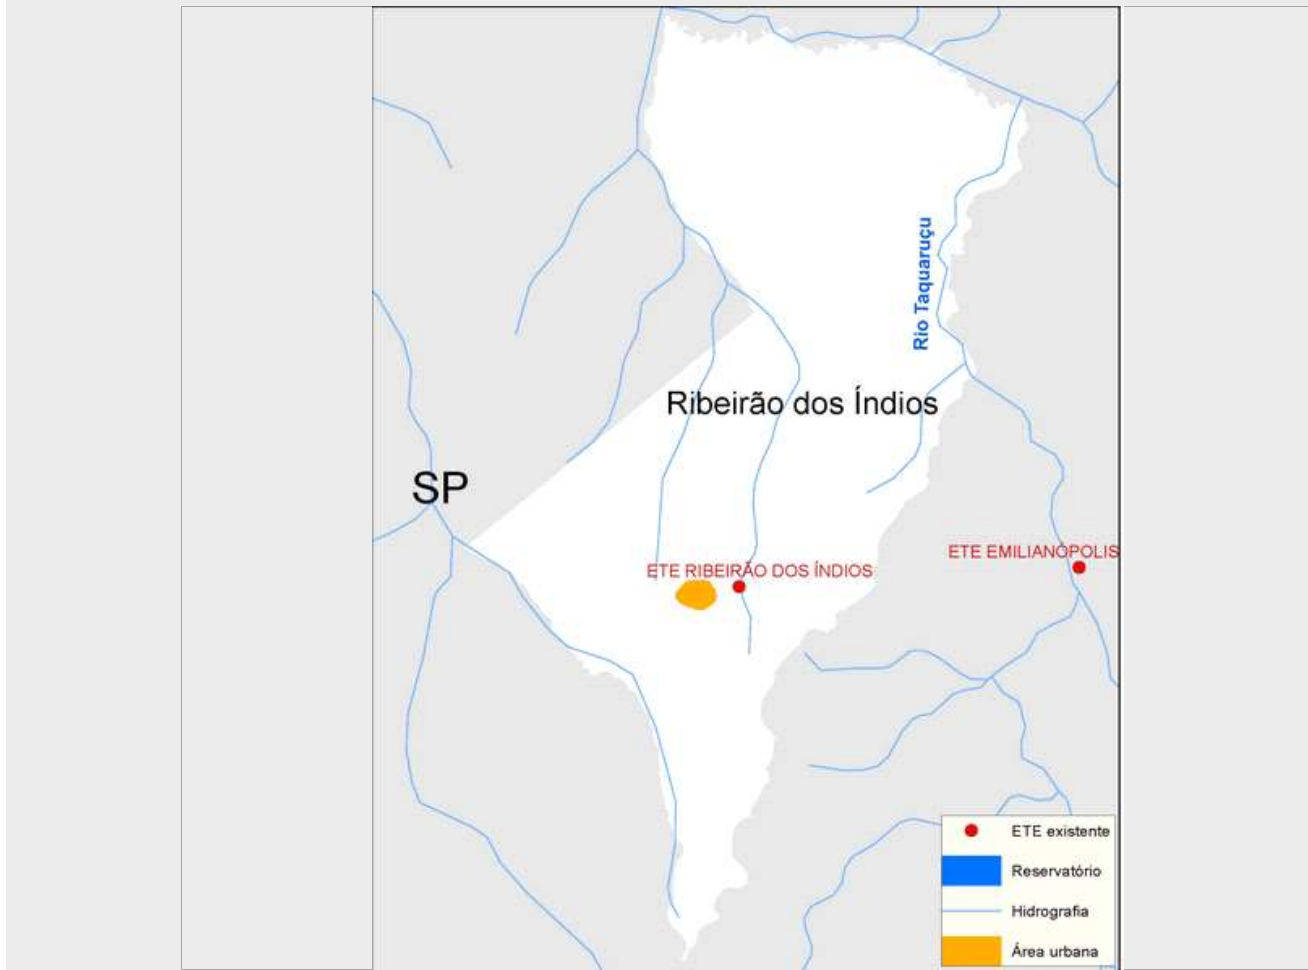 Rio Taquaruçu
Ribeirão dos Índios
SP
ETE EMILIANÓPOLIS
ETE RIBEIRÃO DOS ÍNDIOS
ETE existente
Reservatório
Hidrografia
Área urbana